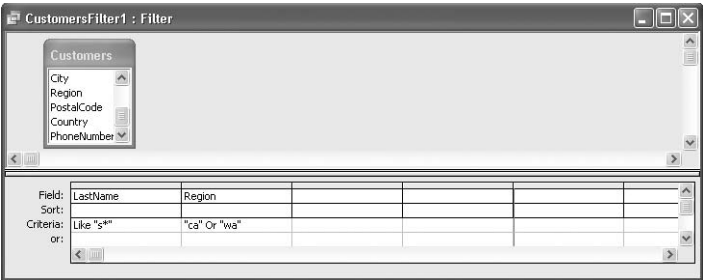 CustomersFilter1 : Filter
Customers
City
Region
PostalCode
Country
PhoneNumber
Field: LastName Region
Sort:
Criteria: Like "s*" "ca" Or "wa"
or: